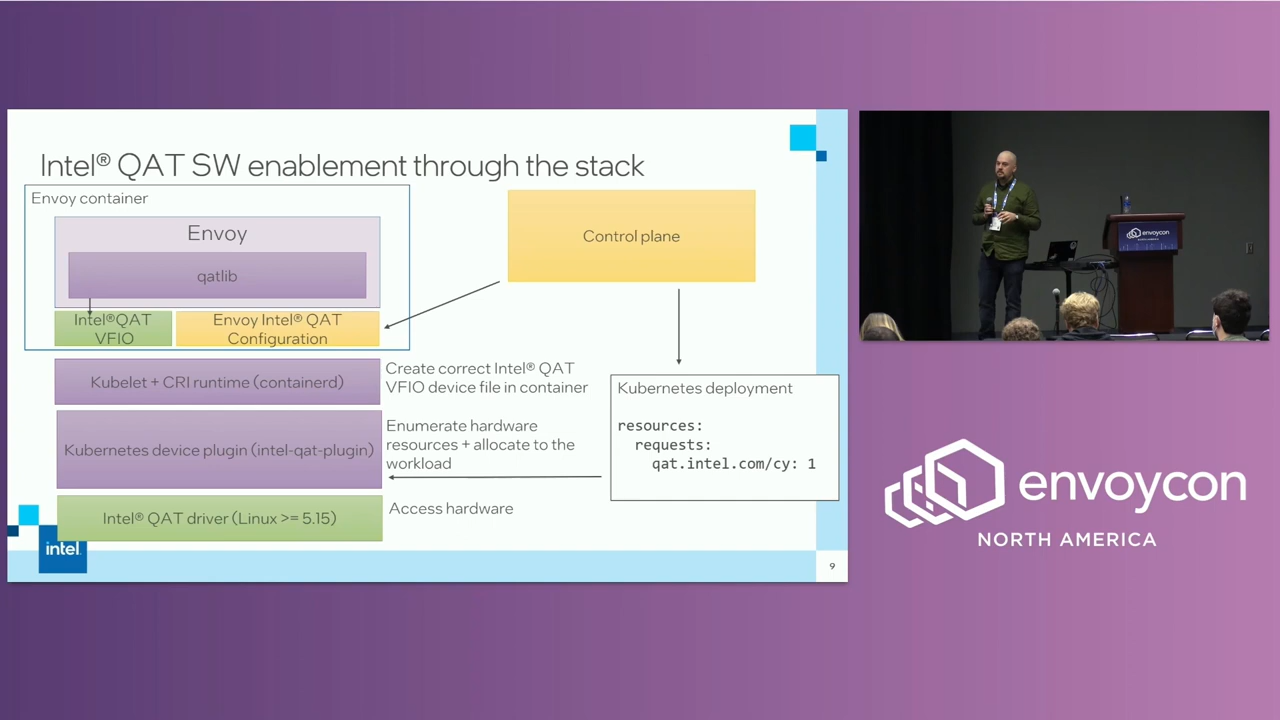 Intel® QAT SW enablement through the stack
Envoy container
Envoy
qatlib
Intel®QAT
VFIO
Envoy Intel® QAT
Configuration
Control plane
Kubelet + CRI runtime (containerd)
Create correct Intel® QAT
VFIO device file in container
Kubernetes device plugin (intel-qat-plugin)
Enumerate hardware
resources + allocate to the
workload
Intel® QAT driver (Linux >= 5.15)
Access hardware
Kubernetes deployment
resources:
requests:
qat.intel.com/cy: 1
intel.
9
envoycon
envoycon
NORTH AMERICA